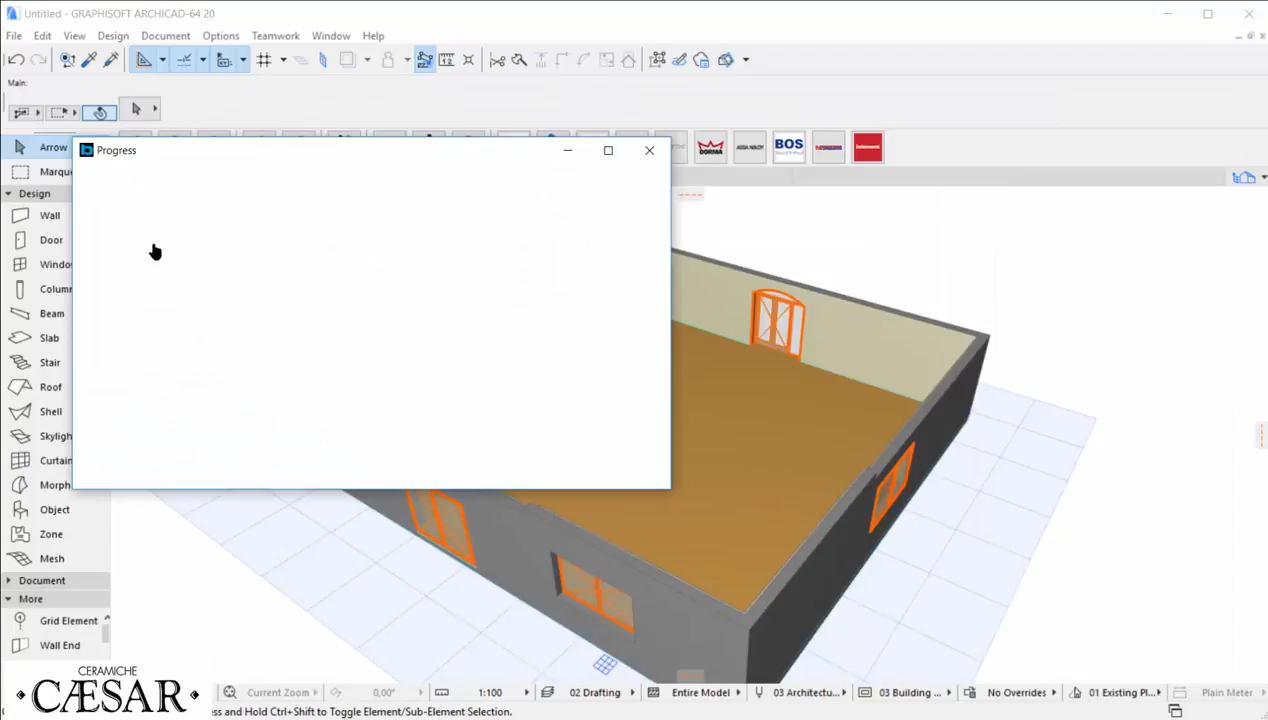 Untitled - GRAPHISOFT ARCHICAD-64 20
File Edit View Design Document Options Teamwork Window Help
Main:
Arrow
DORMA ASSA ABLOY BOS
Progress
Marque
Design
Wall
Door
Windo
Column
Beam
Slab
Stair
Roof
Shell
Skyligh
Curtain
Morph
Object
Zone
Mesh
Document
More
Grid Element
Wall End
CERAMICHE
CÆSAR
Current Zoom 0,00° 1:100 02 Drafting Entire Model 03 Architectu... 03 Building ... No Overrides 01 Existing Pl... Plain Meter
ss and Hold Ctrl+Shift to Toggle Element/Sub-Element Selection.